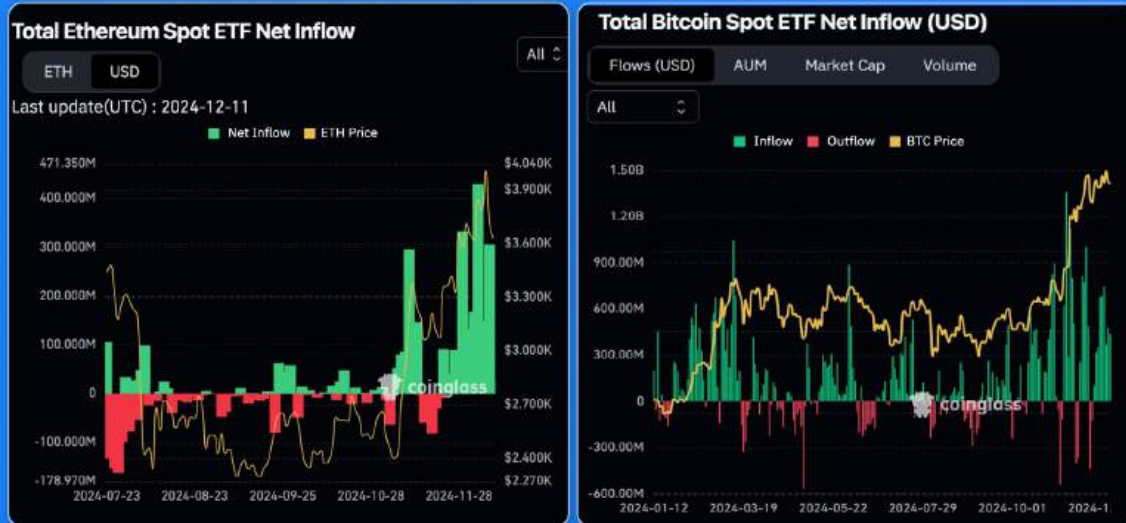 Total Ethereum Spot ETF Net Inflow
ETH USD
All
Last update(UTC) : 2024-12-11
Net Inflow ETH Price
471.350M
400.000M
300.000M
200.000M
100.000M
0
-100.000M
-178.970M
$4.040K
$3.900K
$3.600K
$3.300K
$3.000K
$2.700K
$2.400K
$2.270K
coinglass
2024-07-23 2024-08-23 2024-09-25 2024-10-28 2024-11-28
Total Bitcoin Spot ETF Net Inflow (USD)
Flows (USD) AUM Market Cap Volume
All
Inflow Outflow BTC Price
1.50B
1.20B
900.00M
600.00M
300.00M
0
-300.00M
-600.00M
coinglass
2024-01-12 2024-03-19 2024-05-22 2024-07-29 2024-10-01 2024-1